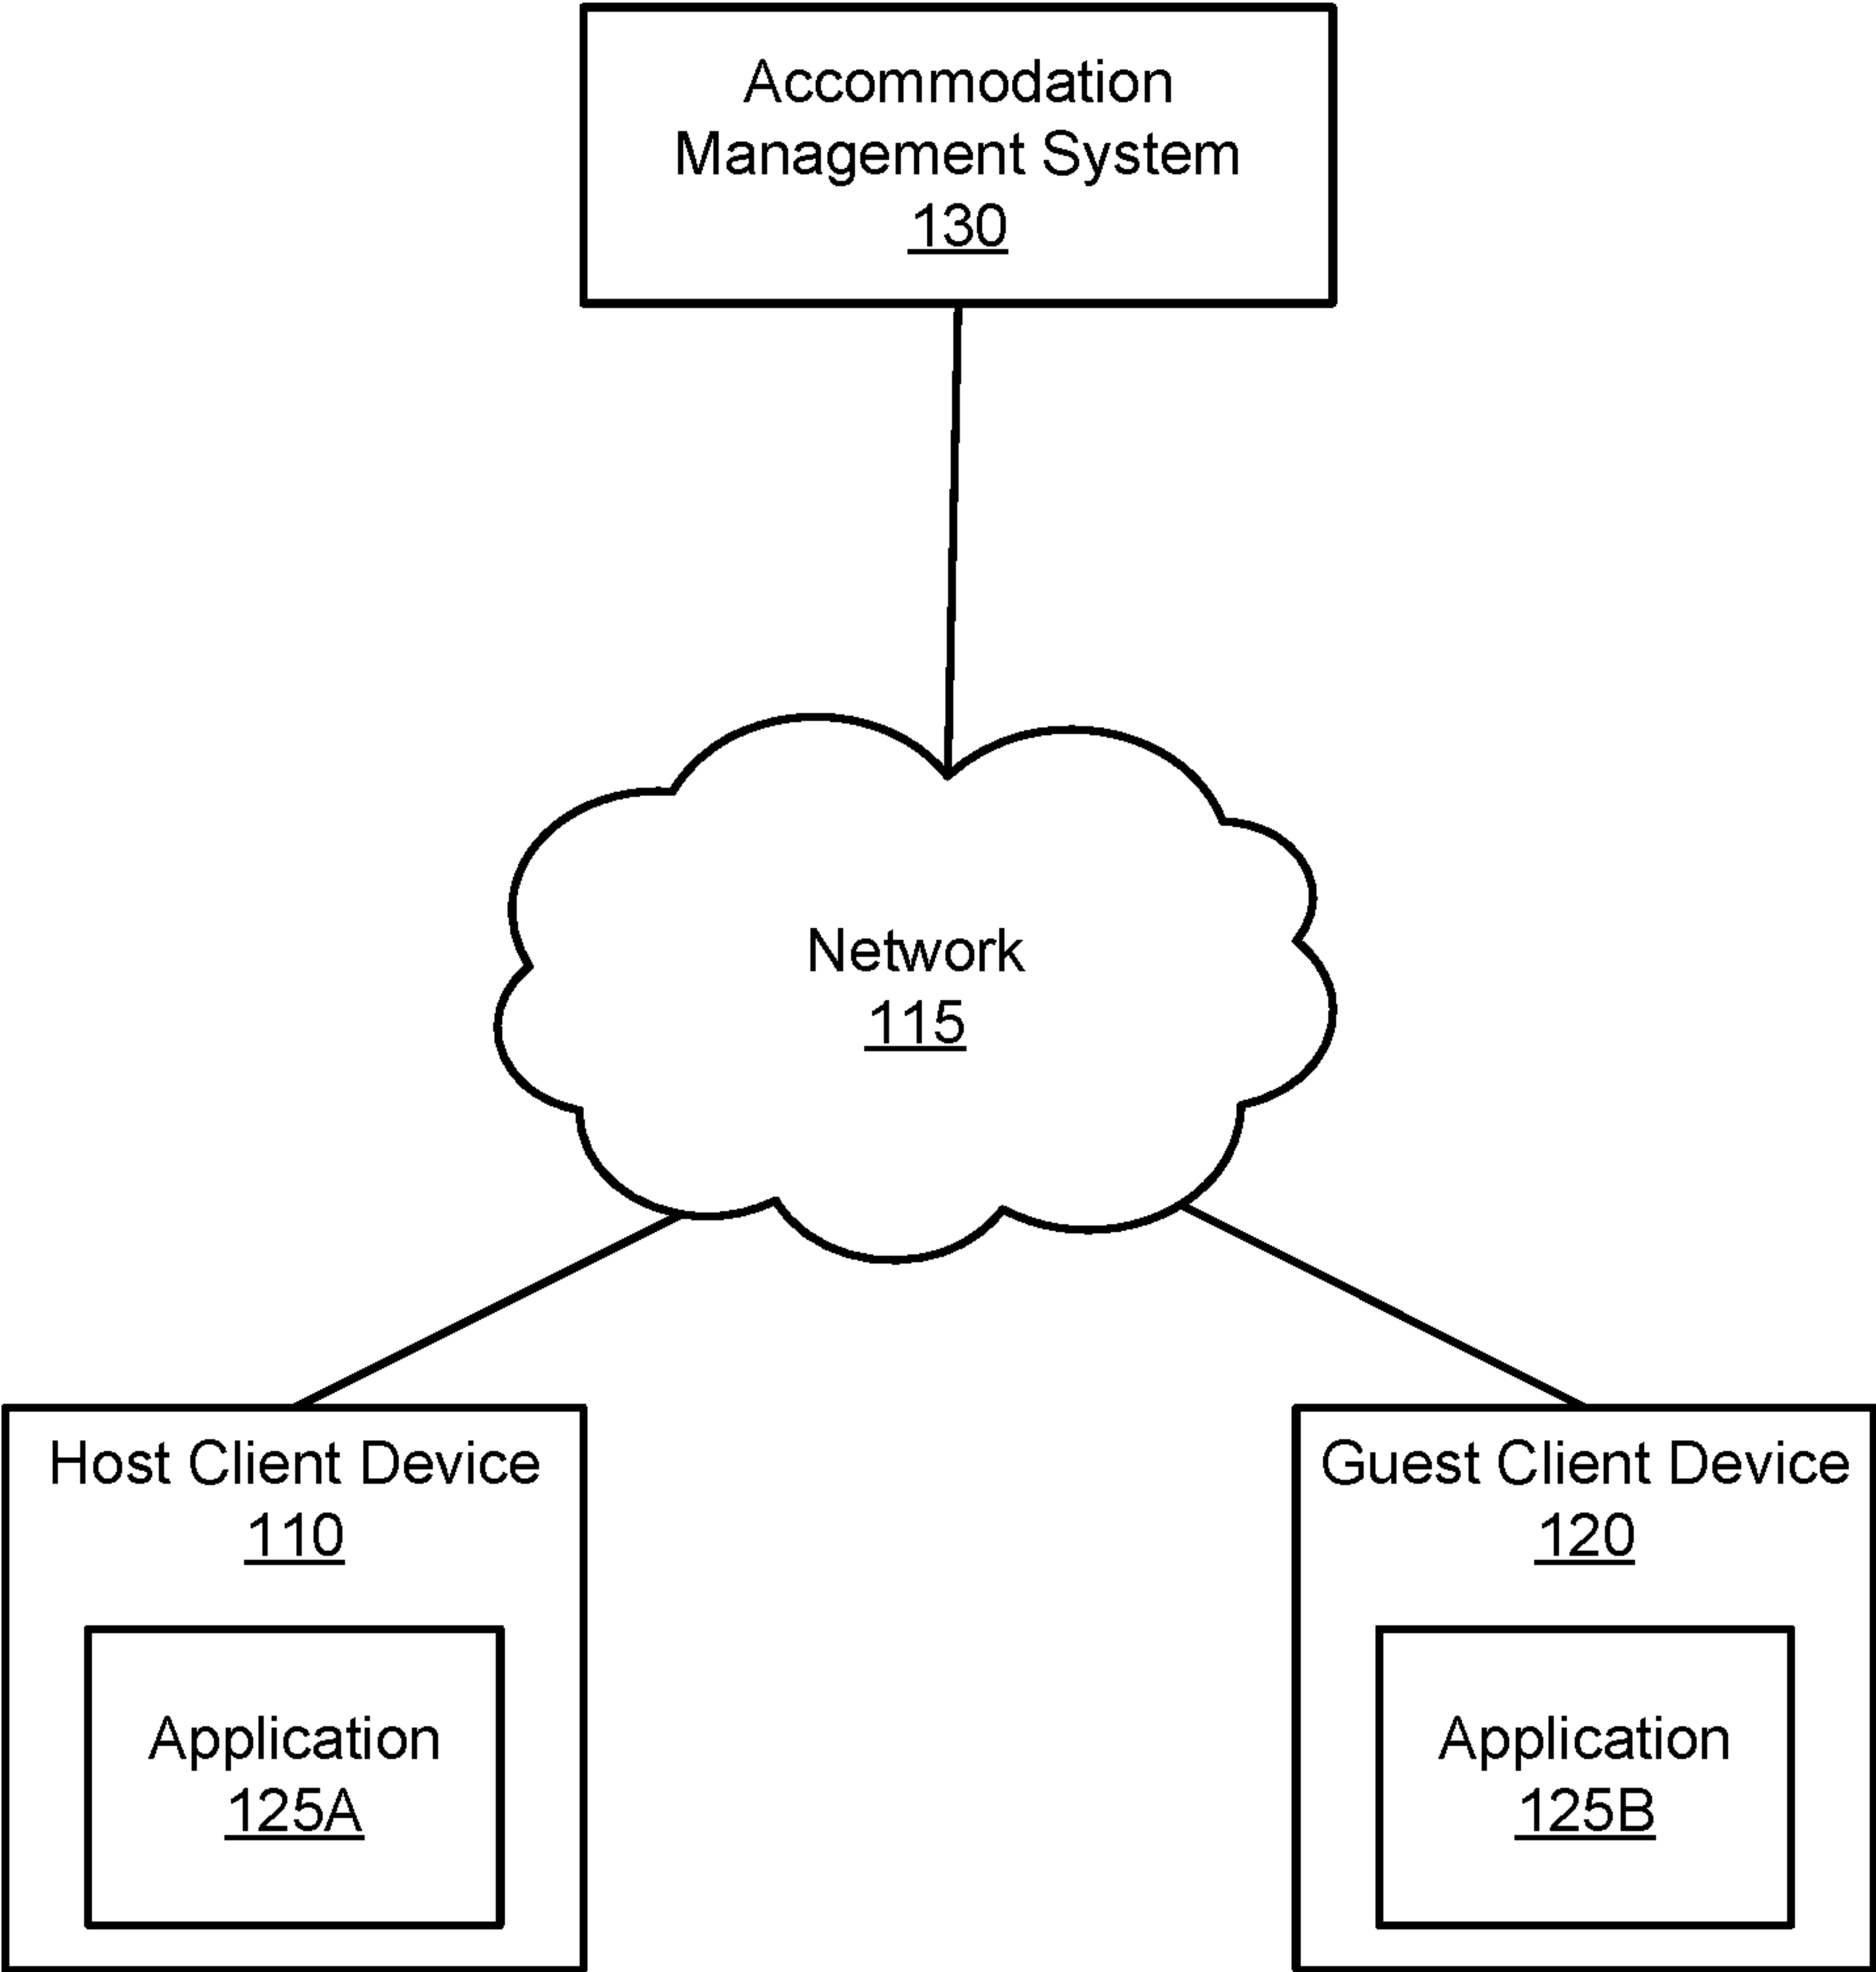 Accommodation
Management System
130
Network
115
Host Client Device
110
Application
125A
Guest Client Device
120
Application
125B